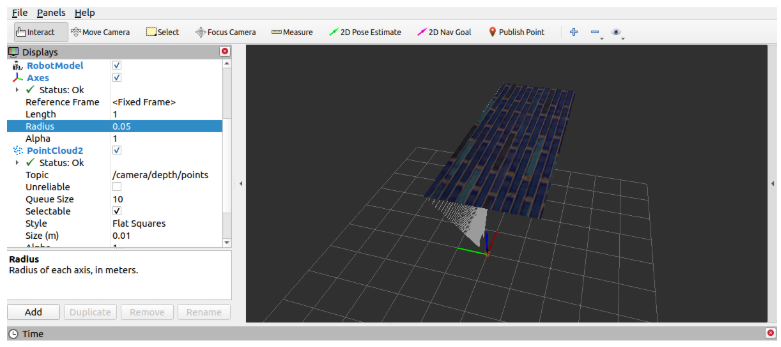 File Panels Help
Interact Move Camera Select Focus Camera Measure 2D Pose Estimate 2D Nav Goal Publish Point
Displays
RobotModel
Axes
Status: Ok
Reference Frame <Fixed Frame>
Length 1
Radius 0.05
Alpha 1
PointCloud2
Status: Ok
Topic /camera/depth/points
Unreliable
Queue Size 10
Selectable
Style Flat Squares
Size (m) 0.01
Alpha 1
Radius
Radius of each axis, in meters.
Add Duplicate Remove Rename
Time